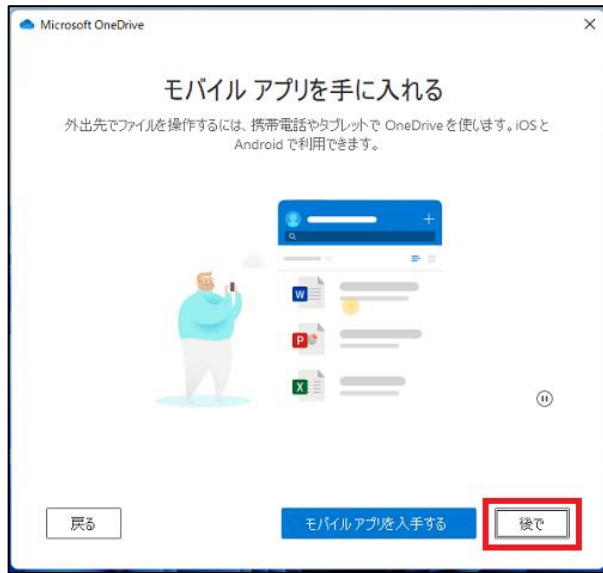 Microsoft OneDrive
モバイル アプリを手に入れる
外出先でファイルを操作するには、携帯電話やタブレットで OneDrive を使います。iOS と
Android で利用できます。
W
P
X
戻る
モバイル アプリを入手する
後で